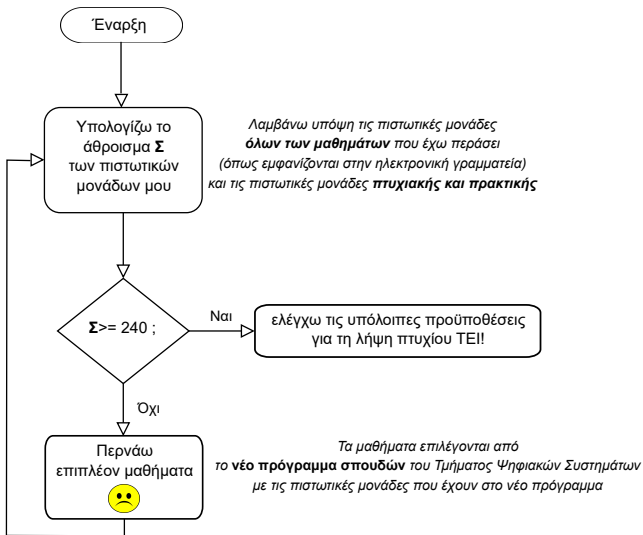 Έναρξη
Υπολογίζω το
άθροισμα Σ
των πιστωτικών
μονάδων μου
Λαμβάνω υπόψη τις πιστωτικές μονάδες
όλων των μαθημάτων που έχω περάσει
(όπως εμφανίζονται στην ηλεκτρονική γραμματεία)
και τις πιστωτικές μονάδες πτυχιακής και πρακτικής
Σ>= 240 ;
Ναι
ελέγχω τις υπόλοιπες προϋποθέσεις
για τη λήψη πτυχίου ΤΕΙ!
Όχι
Περνάω
επιπλέον μαθήματα
Τα μαθήματα επιλέγονται από
το νέο πρόγραμμα σπουδών του Τμήματος Ψηφιακών Συστημάτων
με τις πιστωτικές μονάδες που έχουν στο νέο πρόγραμμα